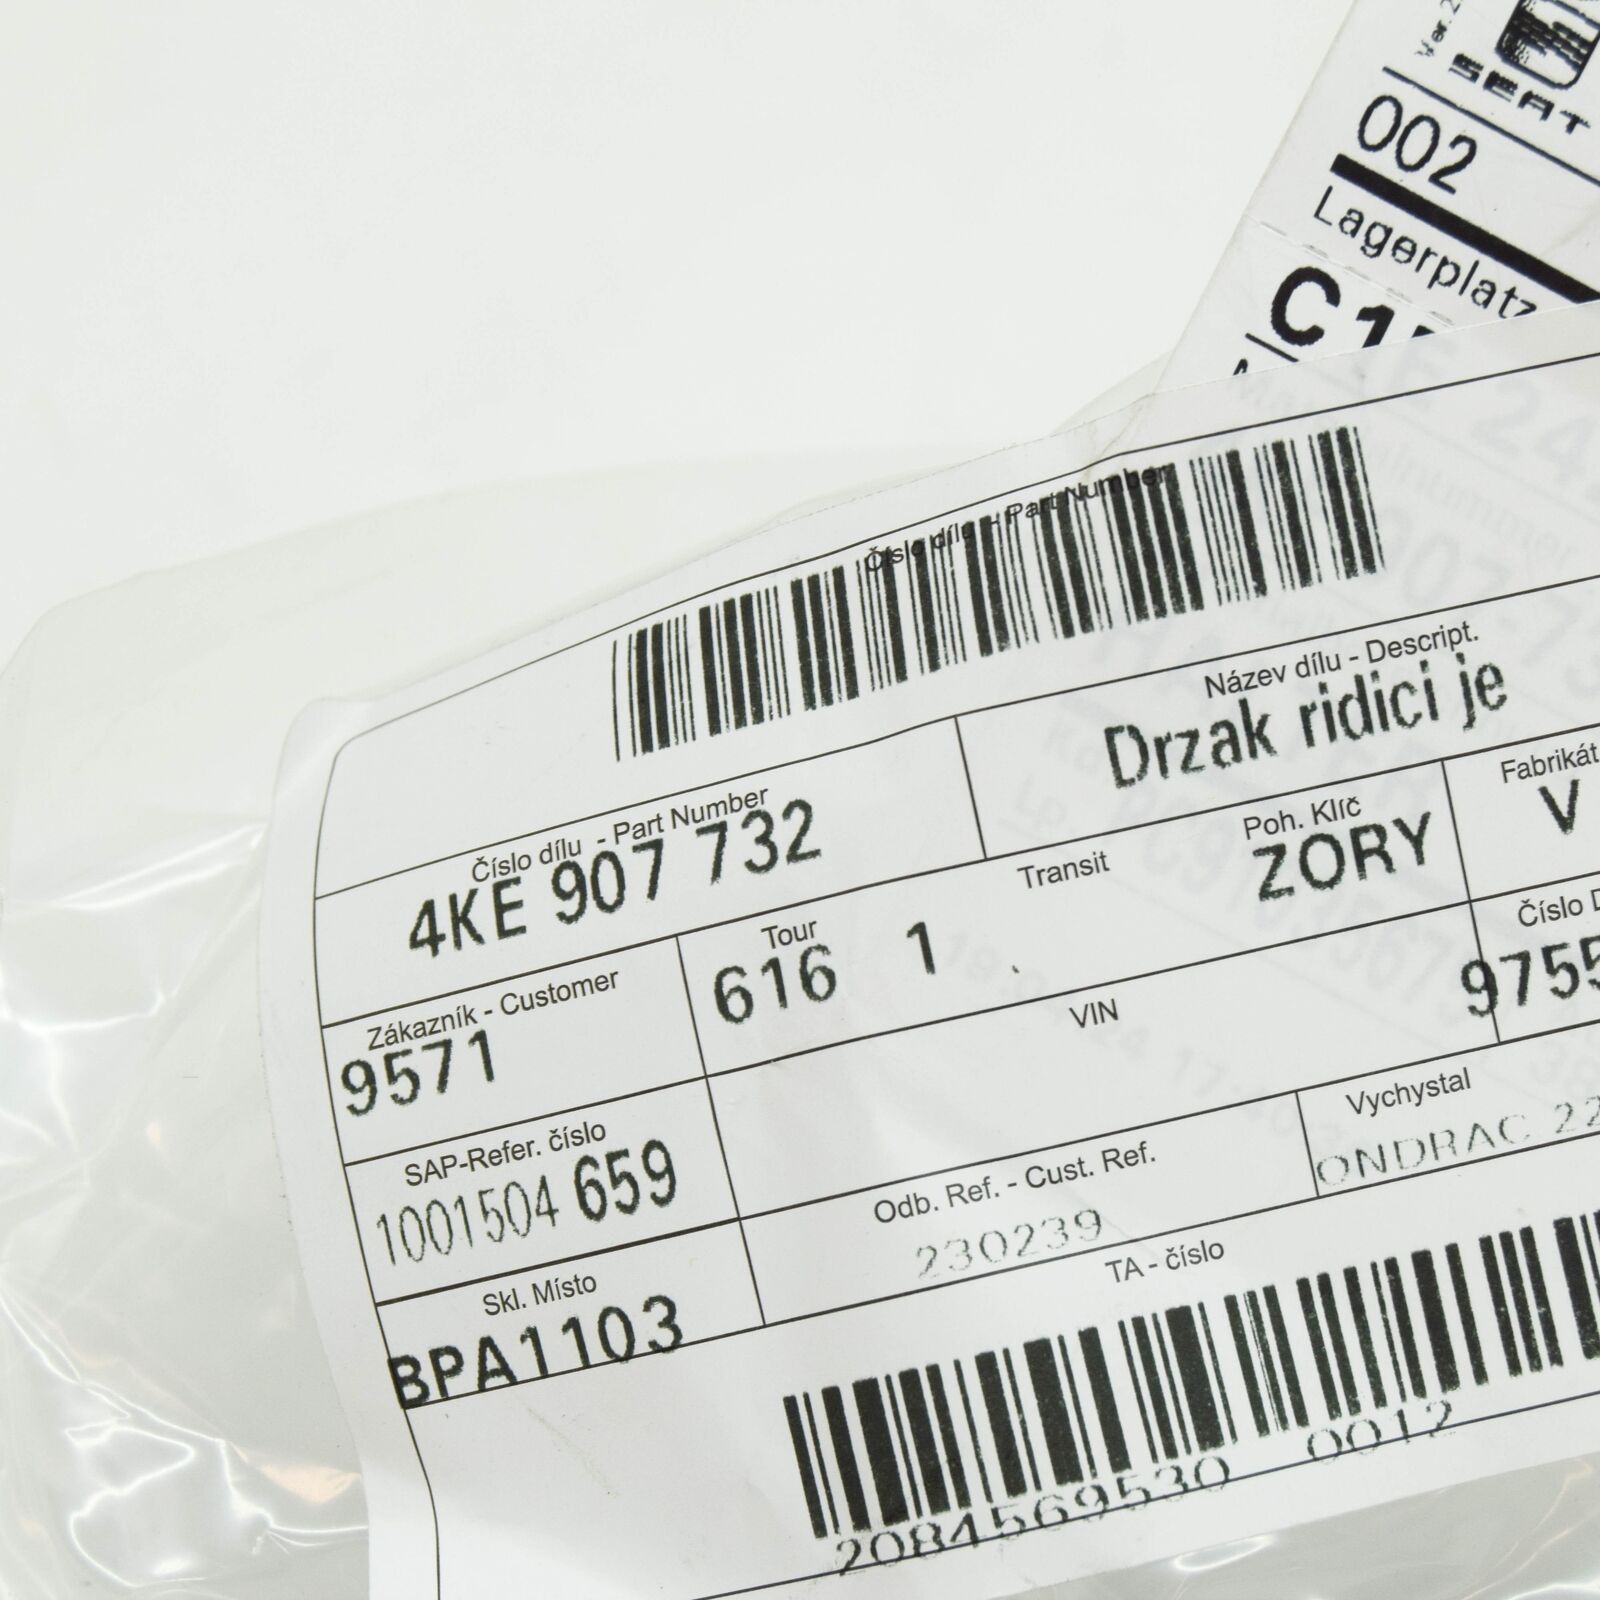 SEAT
002
Lagerplatz
Číslo dílu - Part Number
Název dílu - Descript.
Drzak ridici je
Číslo dílu - Part Number
4KE 907 732
Transit
Poh. Klíč
ZORY
Fabrikát
V
Zákazník - Customer
9571
Tour
616 1
VIN
SAP-Refer. číslo
1001504 659
Odb. Ref. - Cust. Ref.
230239
Vychystal
ONDRAC 22
Skl. Místo
BPA1103
TA - číslo
2084569530 0012